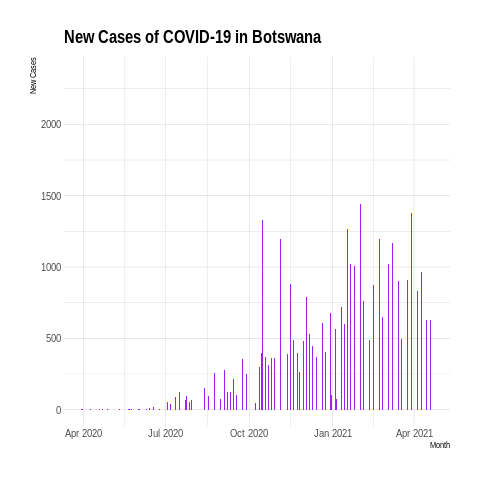 New Cases of COVID-19 in Botswana
New Cases
2000
1500
1000
500
0
Apr 2020 Jul 2020 Oct 2020 Jan 2021 Apr 2021
Month